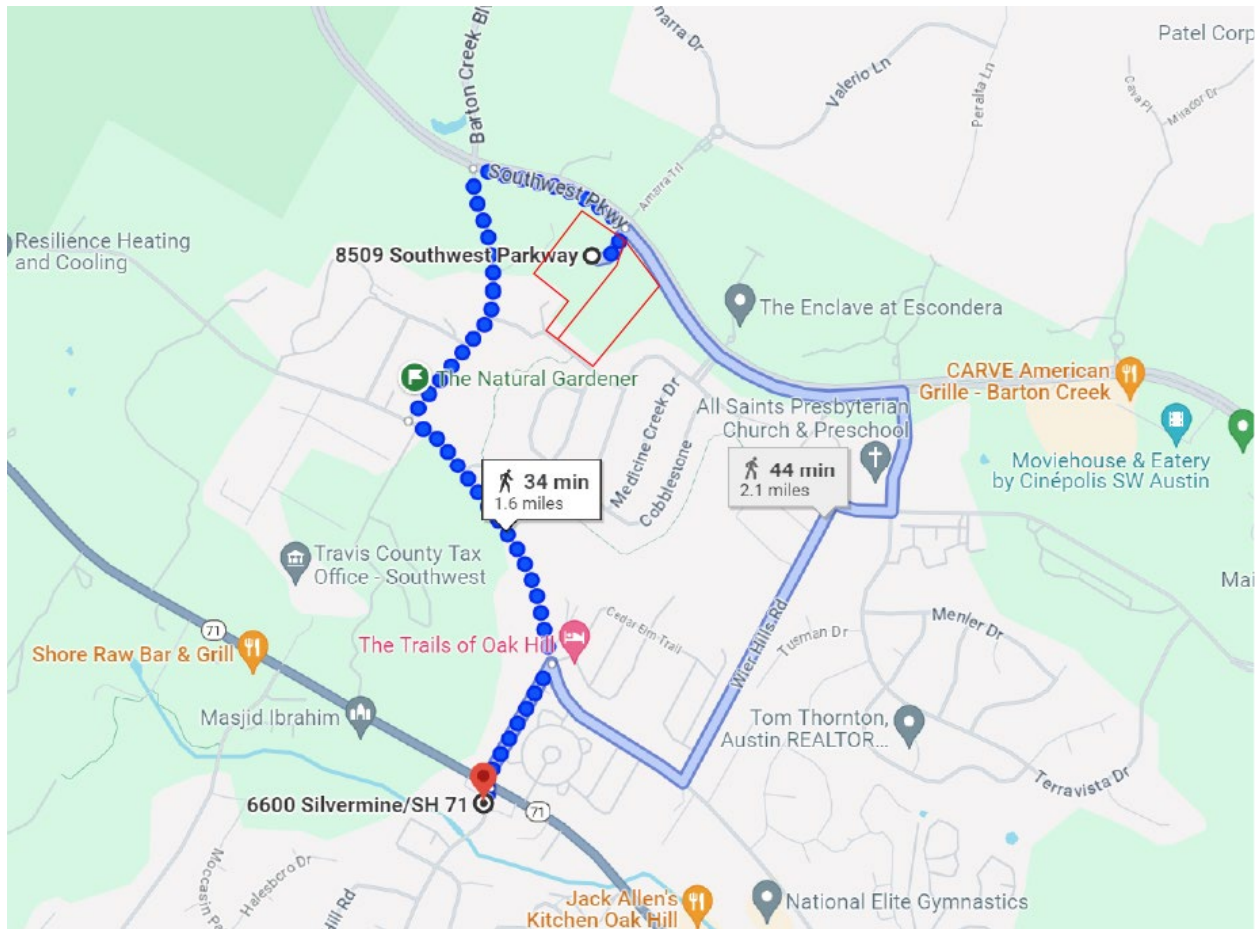 Patel Corp
Valerio Ln
Peralta Ln
Cava Pl
Mirador Dr
Barton Creek
Southwest Pkwy
Amarra Trl
Resilience Heating
and Cooling
8509 Southwest Parkway
The Enclave at Escondera
The Natural Gardener
CARVE American
Grille - Barton Creek
Medicine Creek Dr
All Saints Presbyterian
Church & Preschool
Cobblestone
Moviehouse & Eatery
by Cinépolis SW Austin
34 min
1.6 miles
44 min
2.1 miles
Travis County Tax
Office - Southwest
71
Shore Raw Bar & Grill
The Trails of Oak Hill
Cedar Elm Trail
Wier Hills Rd
Tusman Dr
Menler Dr
Masjid Ibrahim
Tom Thornton,
Austin REALTOR...
Terravista Dr
6600 Silvermine/SH 71
71
Halesboro Dr
Jack Allen's
Kitchen Oak Hill
National Elite Gymnastics